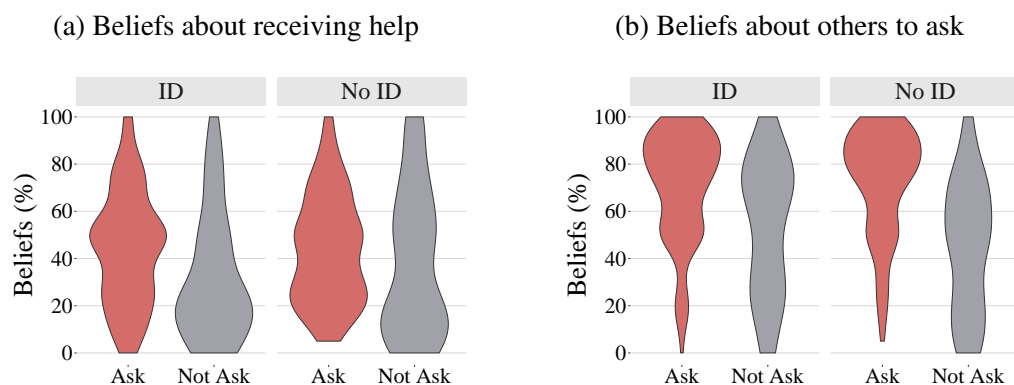 (a) Beliefs about receiving help
ID
No ID
Beliefs (%)
100
80
60
40
20
0
Ask
Not Ask
Ask
Not Ask
(b) Beliefs about others to ask
ID
No ID
Beliefs (%)
100
80
60
40
20
0
Ask
Not Ask
Ask
Not Ask